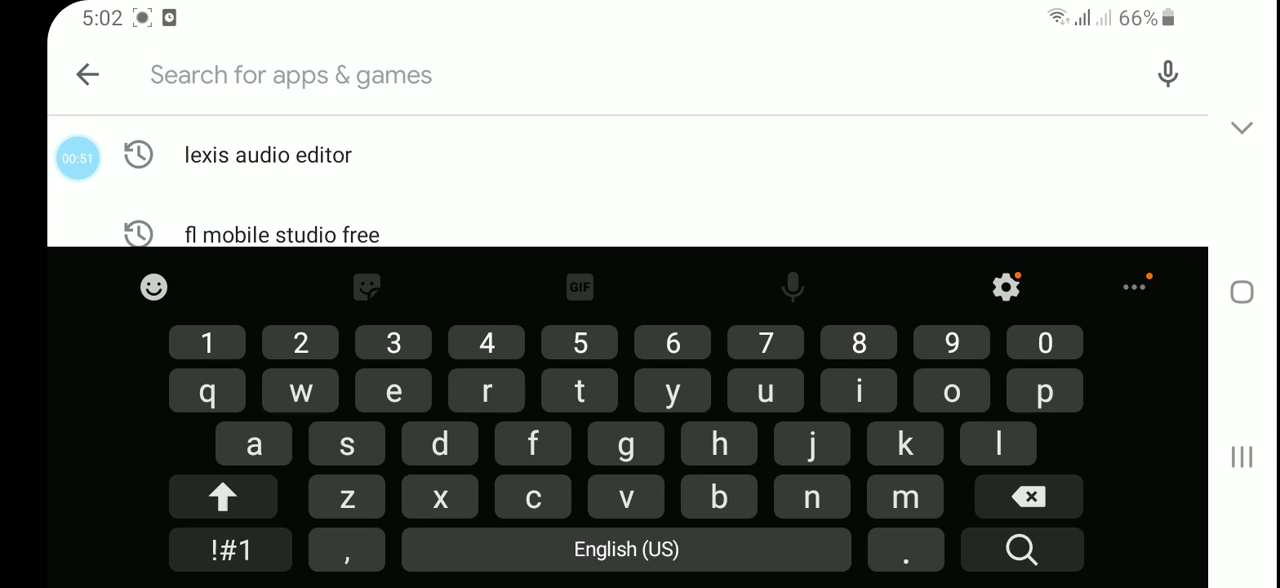 5:02 66%
Search for apps & games
00:51
lexis audio editor
fl mobile studio free
GIF
1 2 3 4 5 6 7 8 9 0
q w e r t y u i o p
a s d f g h j k l
z x c v b n m
!#1 , English (US) .